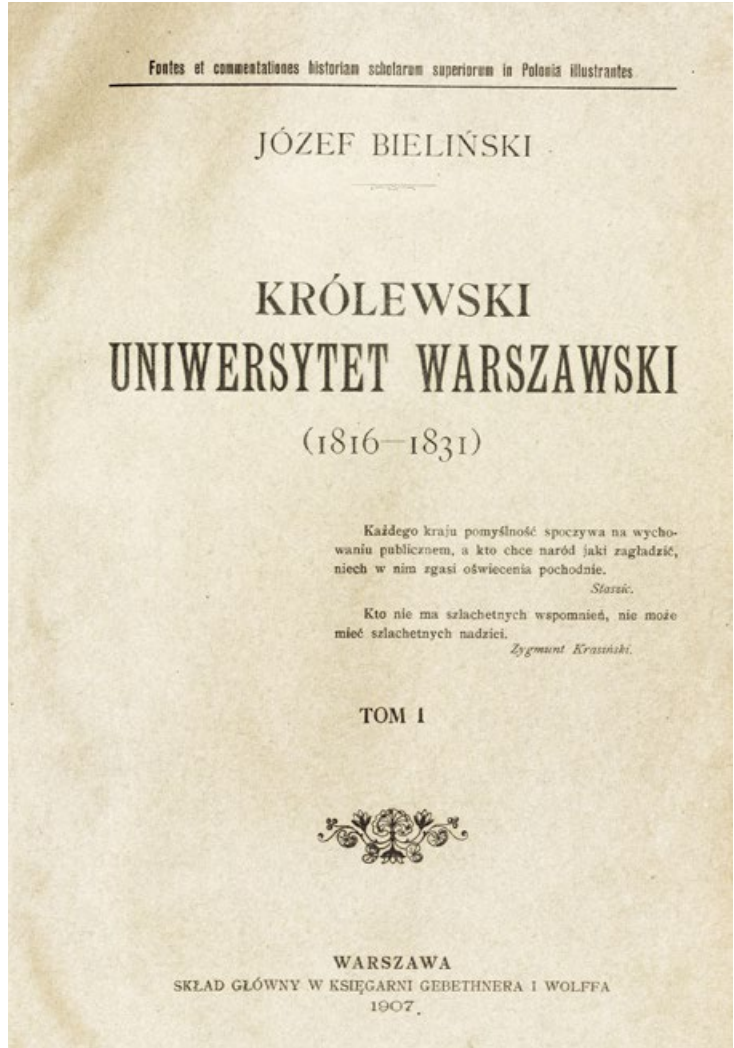 Fontes et commentationes historiam scholarum superiorum in Polonia illustrantes
JÓZEF BIELIŃSKI
KRÓLEWSKI
UNIWERSYTET WARSZAWSKI
(1816—1831)
Każdego kraju pomyślność spoczywa na wycho-
waniu publicznem, a kto chce naród jaki zagładzić,
niech w nim zgasi oświecenia pochodnie.
Staszic.
Kto nie ma szlachetnych wspomnień, nie może
mieć szlachetnych nadziei.
Zygmunt Krasiński.
TOM I
WARSZAWA
SKŁAD GŁÓWNY W KSIĘGARNI GEBETHNERA I WOLFFA
1907.